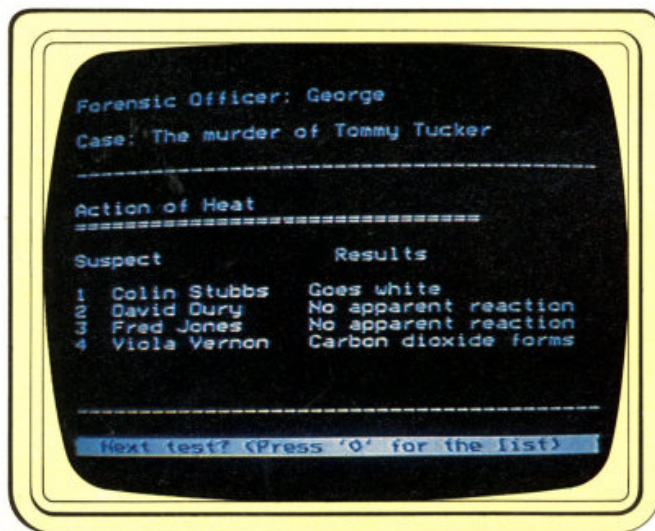 Forensic Officer: George
Case: The murder of Tommy Tucker
Action of Heat
Suspect Results
1 Colin Stubbs Goes white
2 David Dury No apparent reaction
3 Fred Jones No apparent reaction
4 Viola Vernon Carbon dioxide forms
Next test? (Press '0' for the list)